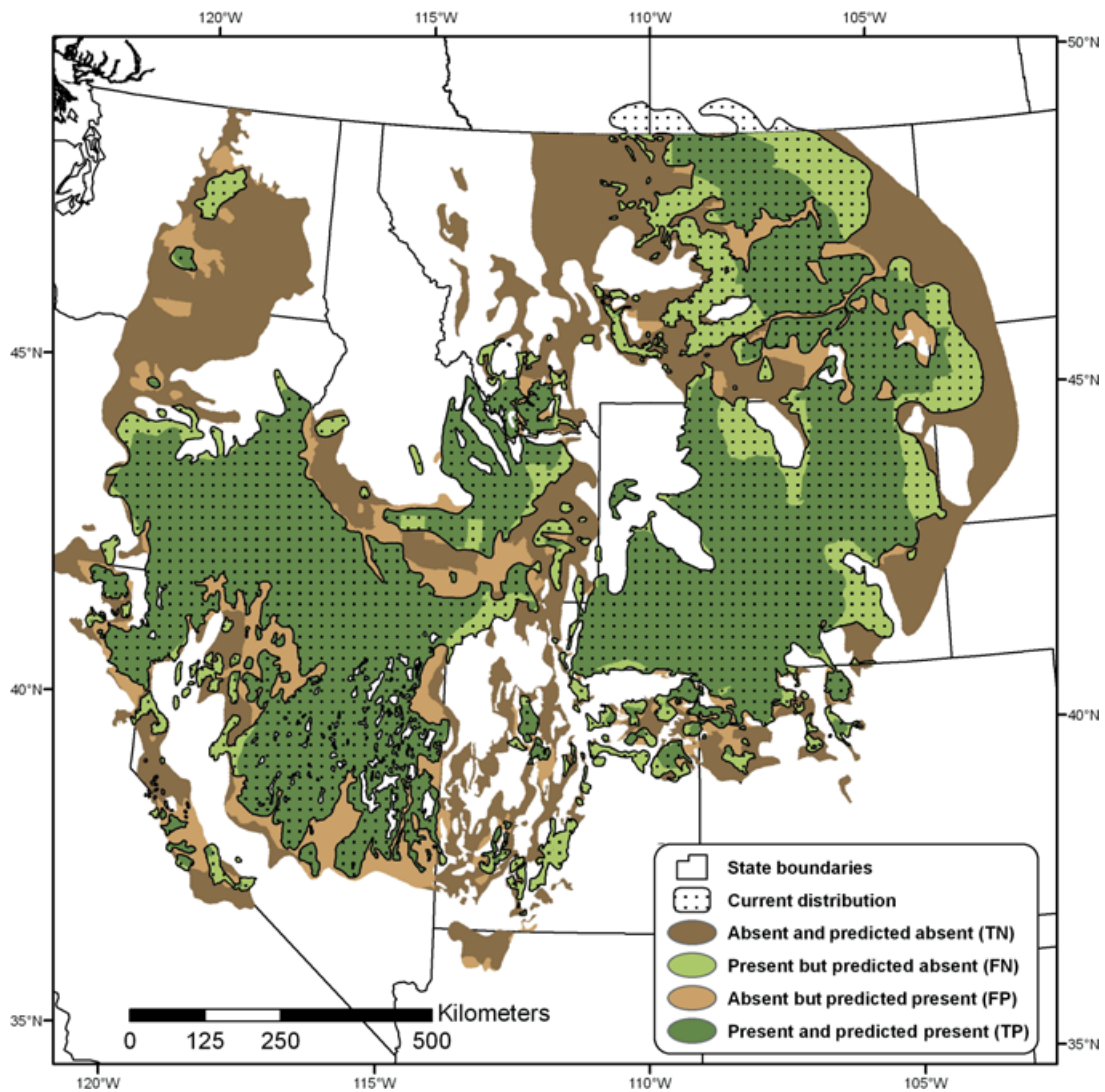 120°W 115°W 110°W 105°W
50°N
45°N 45°N
40°N 40°N
State boundaries
Current distribution
Absent and predicted absent (TN)
Present but predicted absent (FN)
Absent but predicted present (FP)
Present and predicted present (TP)
Kilometers
0 125 250 500
35°N 35°N
120°W 115°W 110°W 105°W